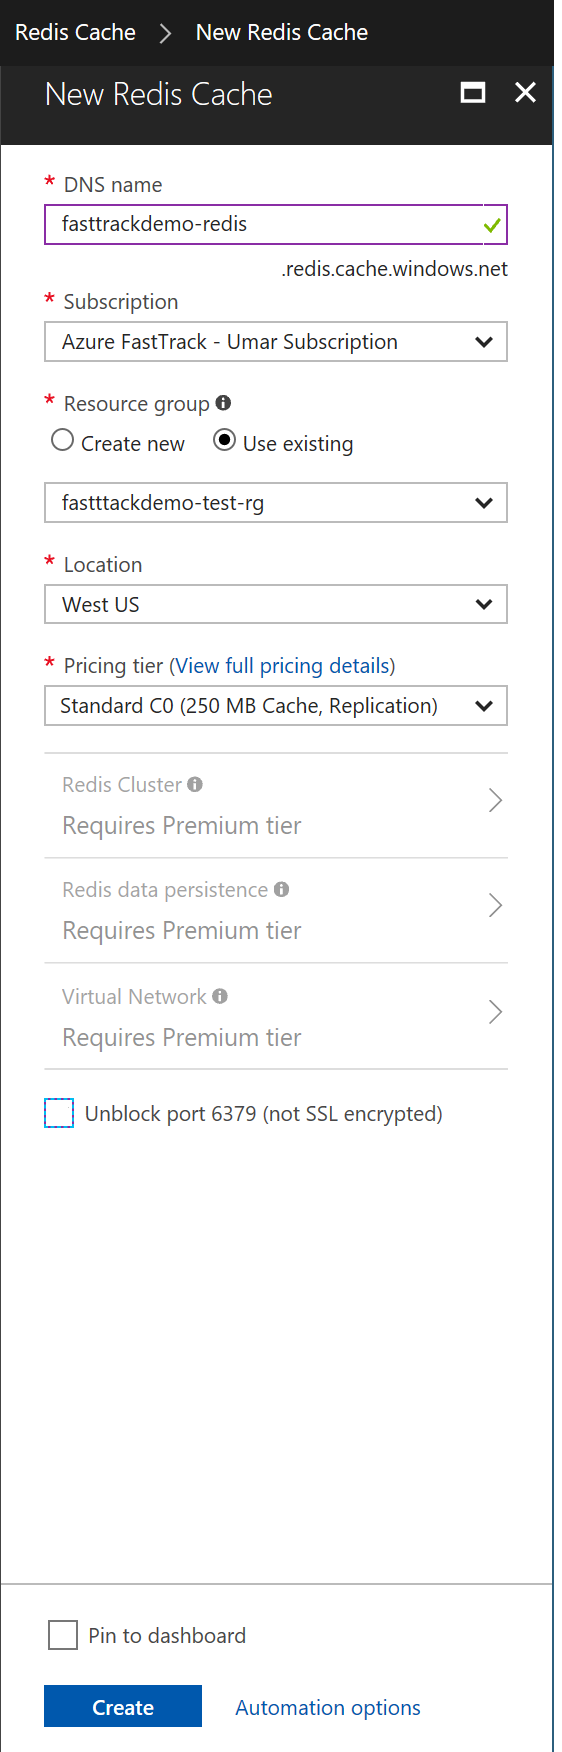 Redis Cache > New Redis Cache
New Redis Cache
* DNS name
fasttrackdemo-redis
.redis.cache.windows.net
* Subscription
Azure FastTrack - Umar Subscription
* Resource group
Create new Use existing
fastttackdemo-test-rg
* Location
West US
* Pricing tier (View full pricing details)
Standard C0 (250 MB Cache, Replication)
Redis Cluster
Requires Premium tier
Redis data persistence
Requires Premium tier
Virtual Network
Requires Premium tier
Unblock port 6379 (not SSL encrypted)
Pin to dashboard
Create Automation options